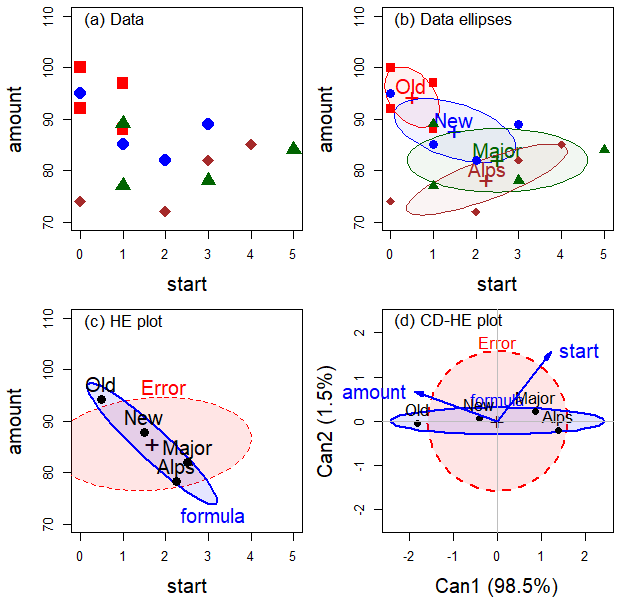 (a) Data
amount
110
100
90
80
70
0 1 2 3 4 5
start
(b) Data ellipses
amount
110
100
90
80
70
Old
New
Major
Alps
0 1 2 3 4 5
start
(c) HE plot
amount
110
100
90
80
70
Old
Error
New
Major
Alps
formula
0 1 2 3 4 5
start
(d) CD-HE plot
Can2 (1.5%)
2
1
0
-1
-2
Error
start
amount
formula
Major
Old
New
Alps
-2 -1 0 1 2
Can1 (98.5%)